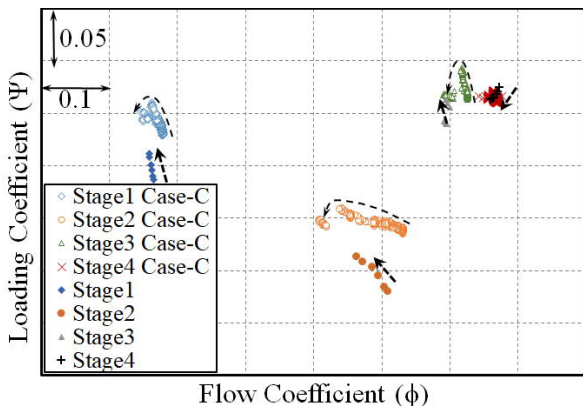 0.05
0.1
Loading Coefficient (Ψ)
Stage1 Case-C
Stage2 Case-C
Stage3 Case-C
Stage4 Case-C
Stage1
Stage2
Stage3
Stage4
Flow Coefficient (ϕ)